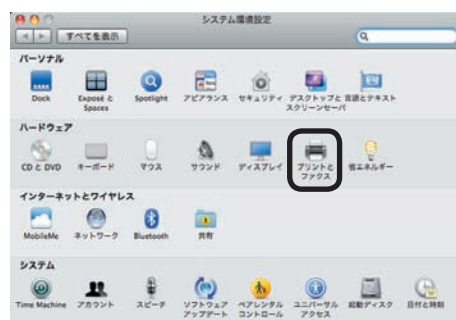 システム環境設定
すべてを表示
パーソナル
Dock Exposé と Spaces Spotlight アピアランス セキュリティ デスクトップと スクリーンセーバ 言語とテキスト
ハードウェア
CD と DVD キーボード マウス サウンド ディスプレイ プリントと ファクス 省エネルギー
インターネットとワイヤレス
MobileMe ネットワーク Bluetooth 共有
システム
Time Machine アカウント スピーチ ソフトウェア アップデート ペアレンタル コントロール ユニバーサル アクセス 起動ディスク 日付と時刻